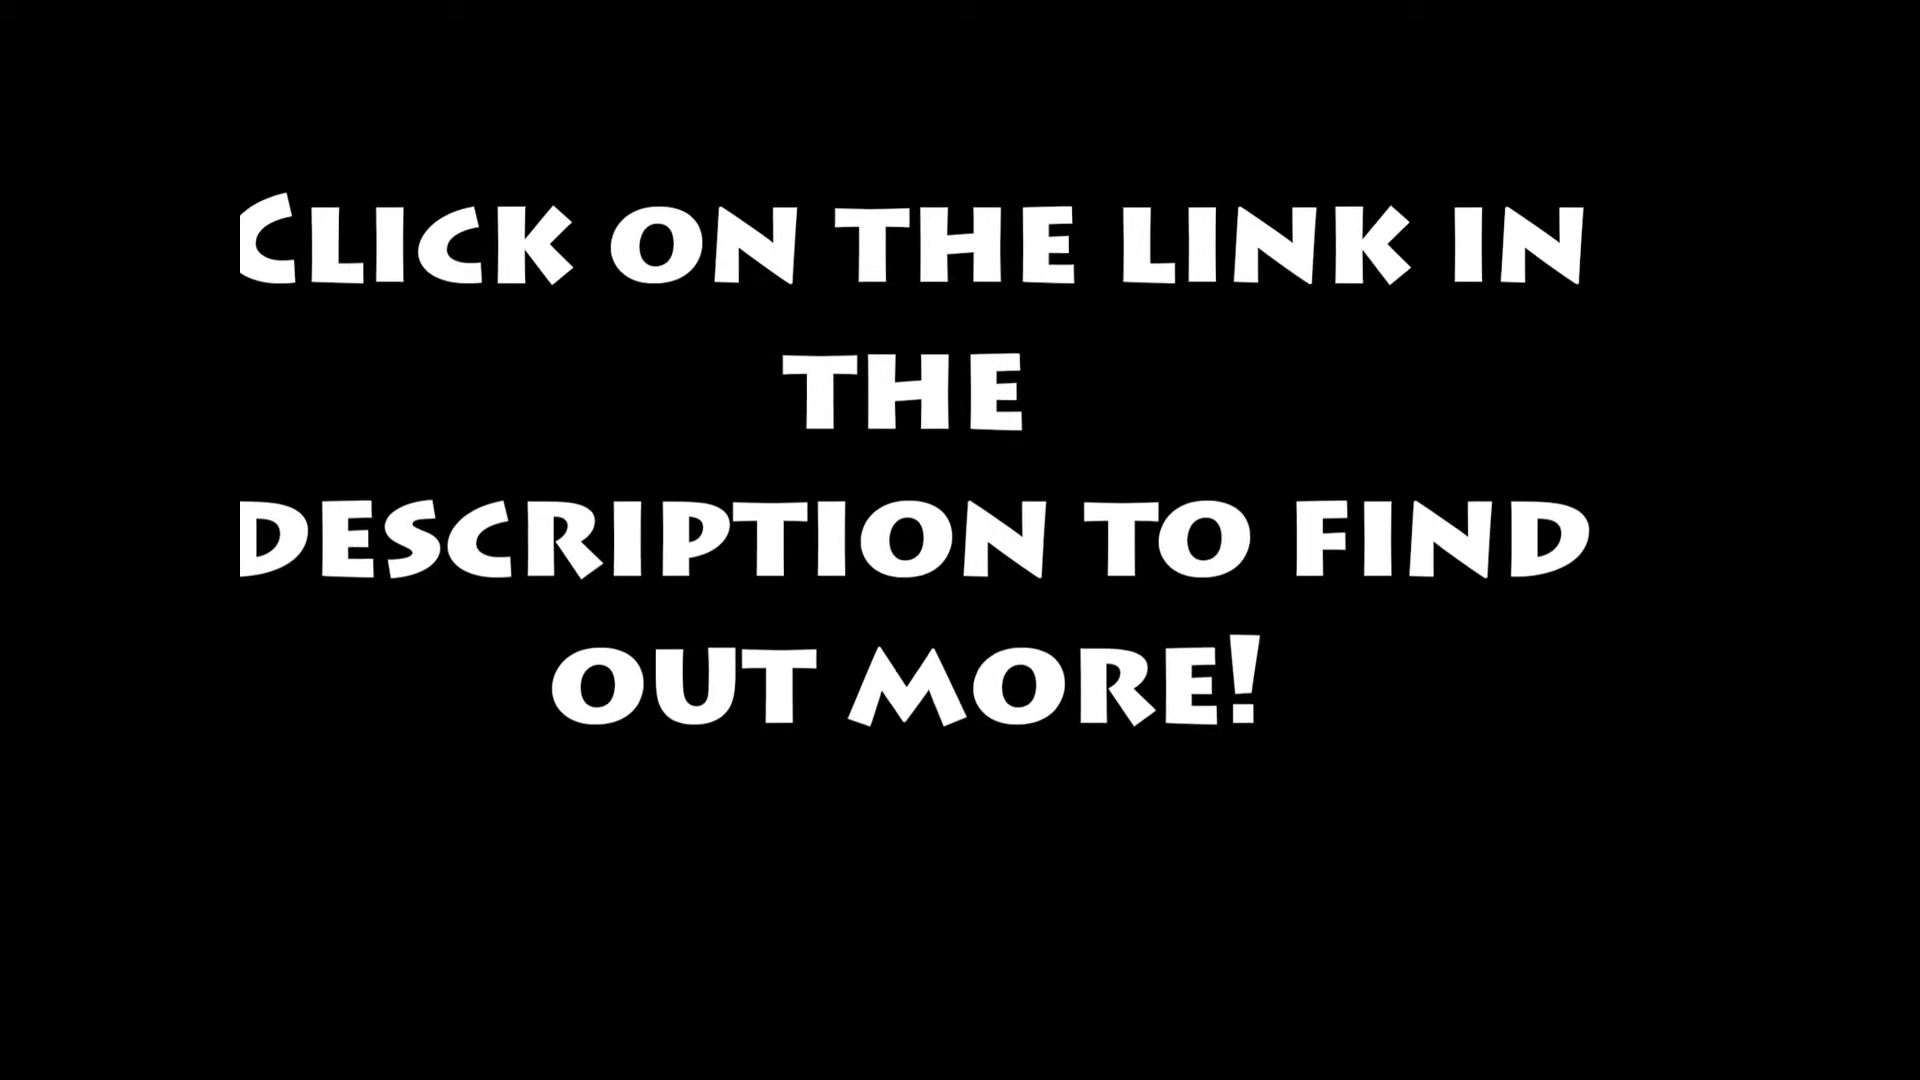 CLICK ON THE LINK IN
THE
DESCRIPTION TO FIND
OUT MORE!